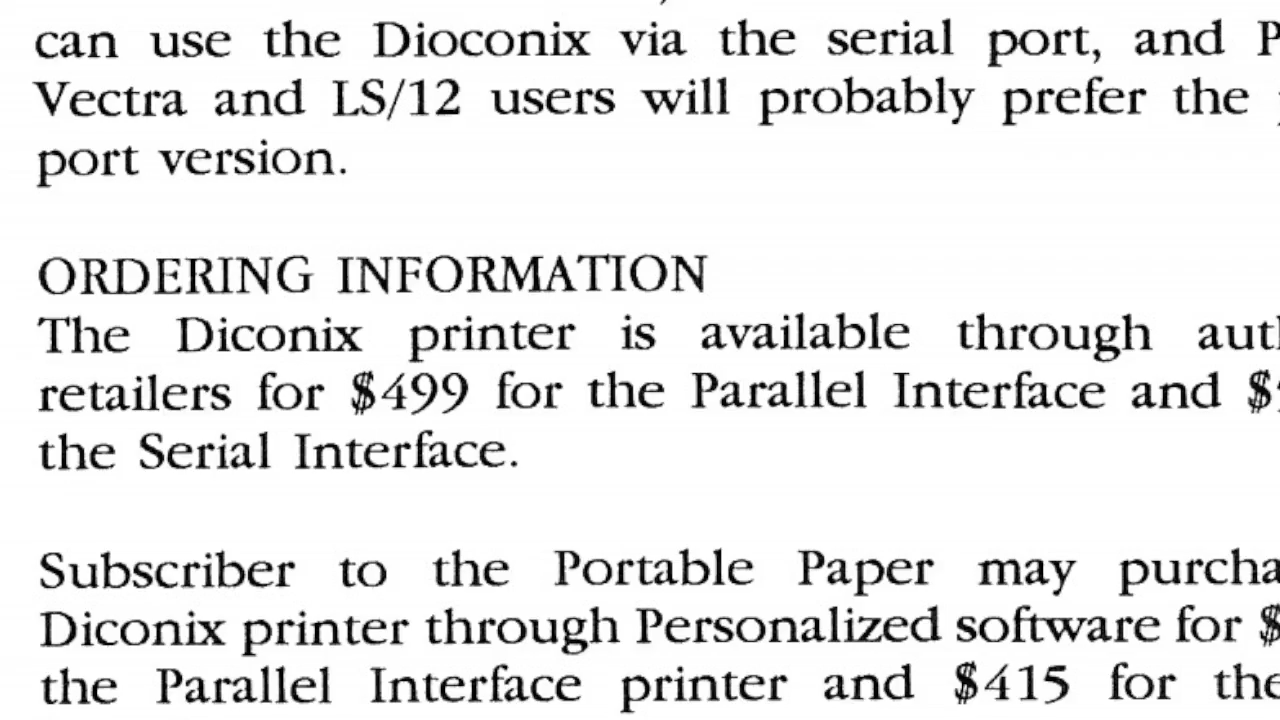 can use the Dioconix via the serial port, and P
Vectra and LS/12 users will probably prefer the
port version.
ORDERING INFORMATION
The Diconix printer is available through auth
retailers for $499 for the Parallel Interface and $
the Serial Interface.
Subscriber to the Portable Paper may purcha
Diconix printer through Personalized software for $
the Parallel Interface printer and $415 for the